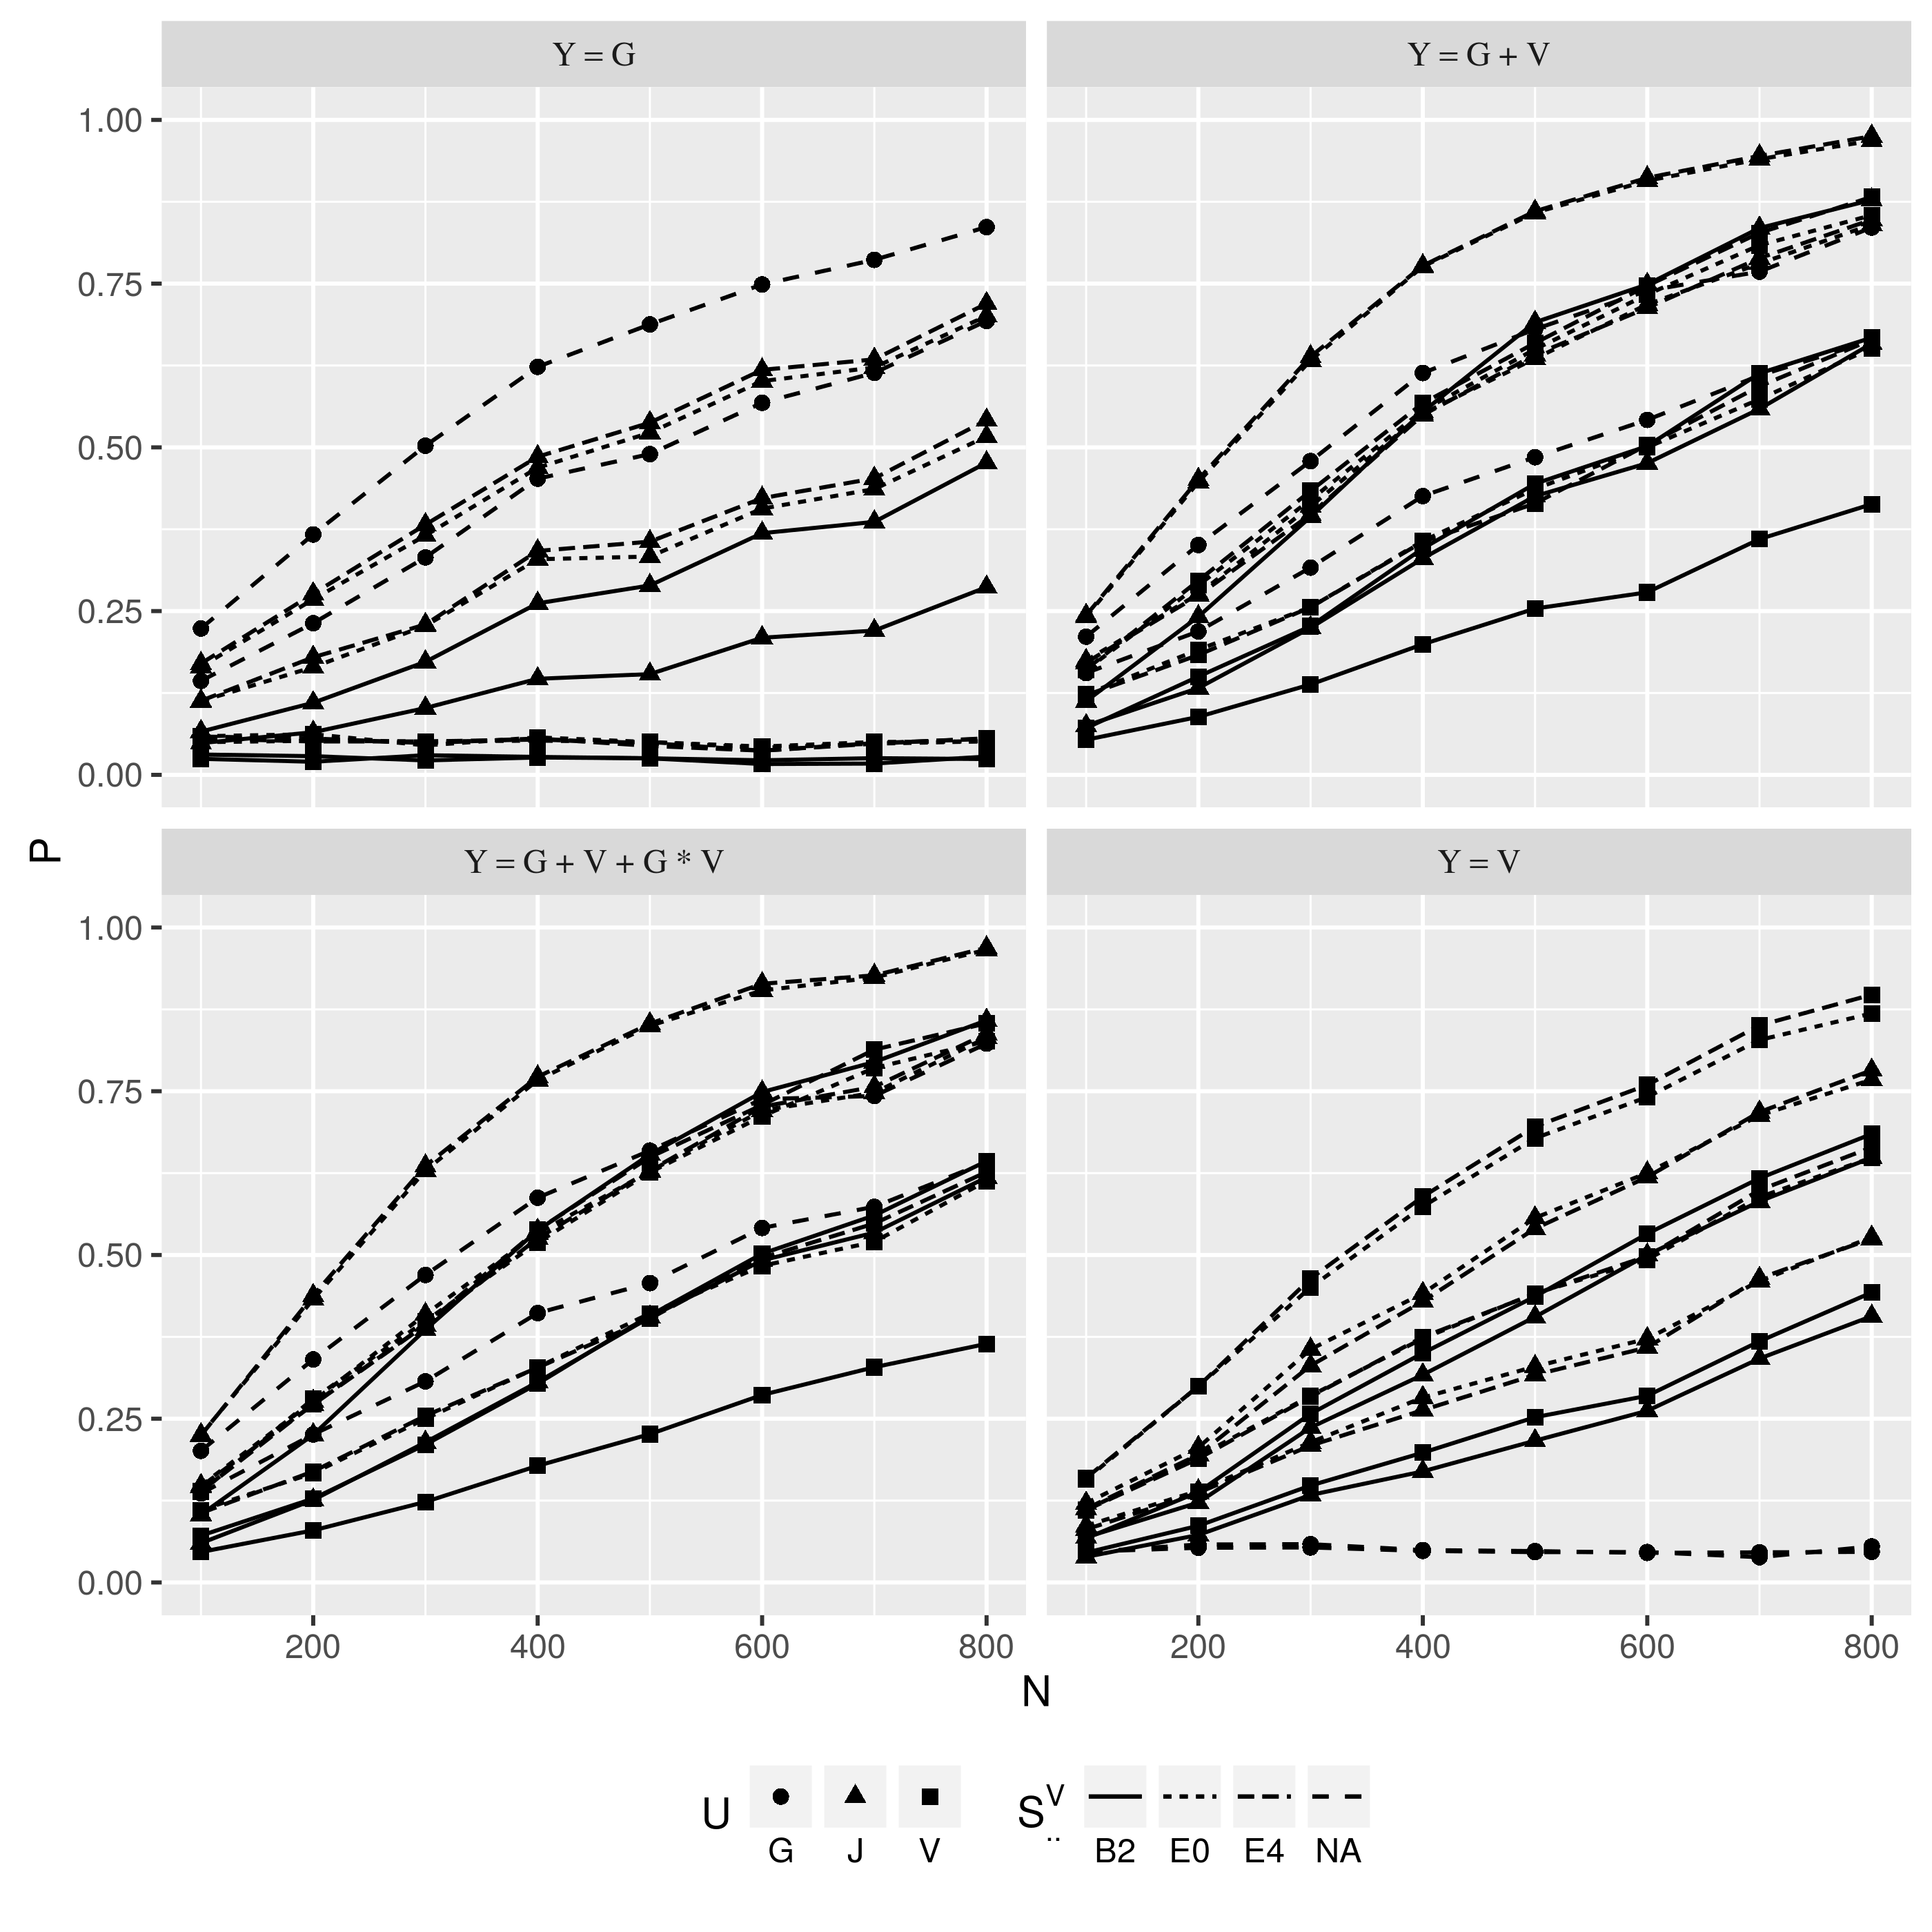 Y = G
Y = G + V
1.00
0.75
0.50
0.25
0.00
P
Y = G + V + G * V
Y = V
1.00
0.75
0.50
0.25
0.00
200 400 600 800
200 400 600 800
N
U
G J V
S V ..
B2 E0 E4 NA